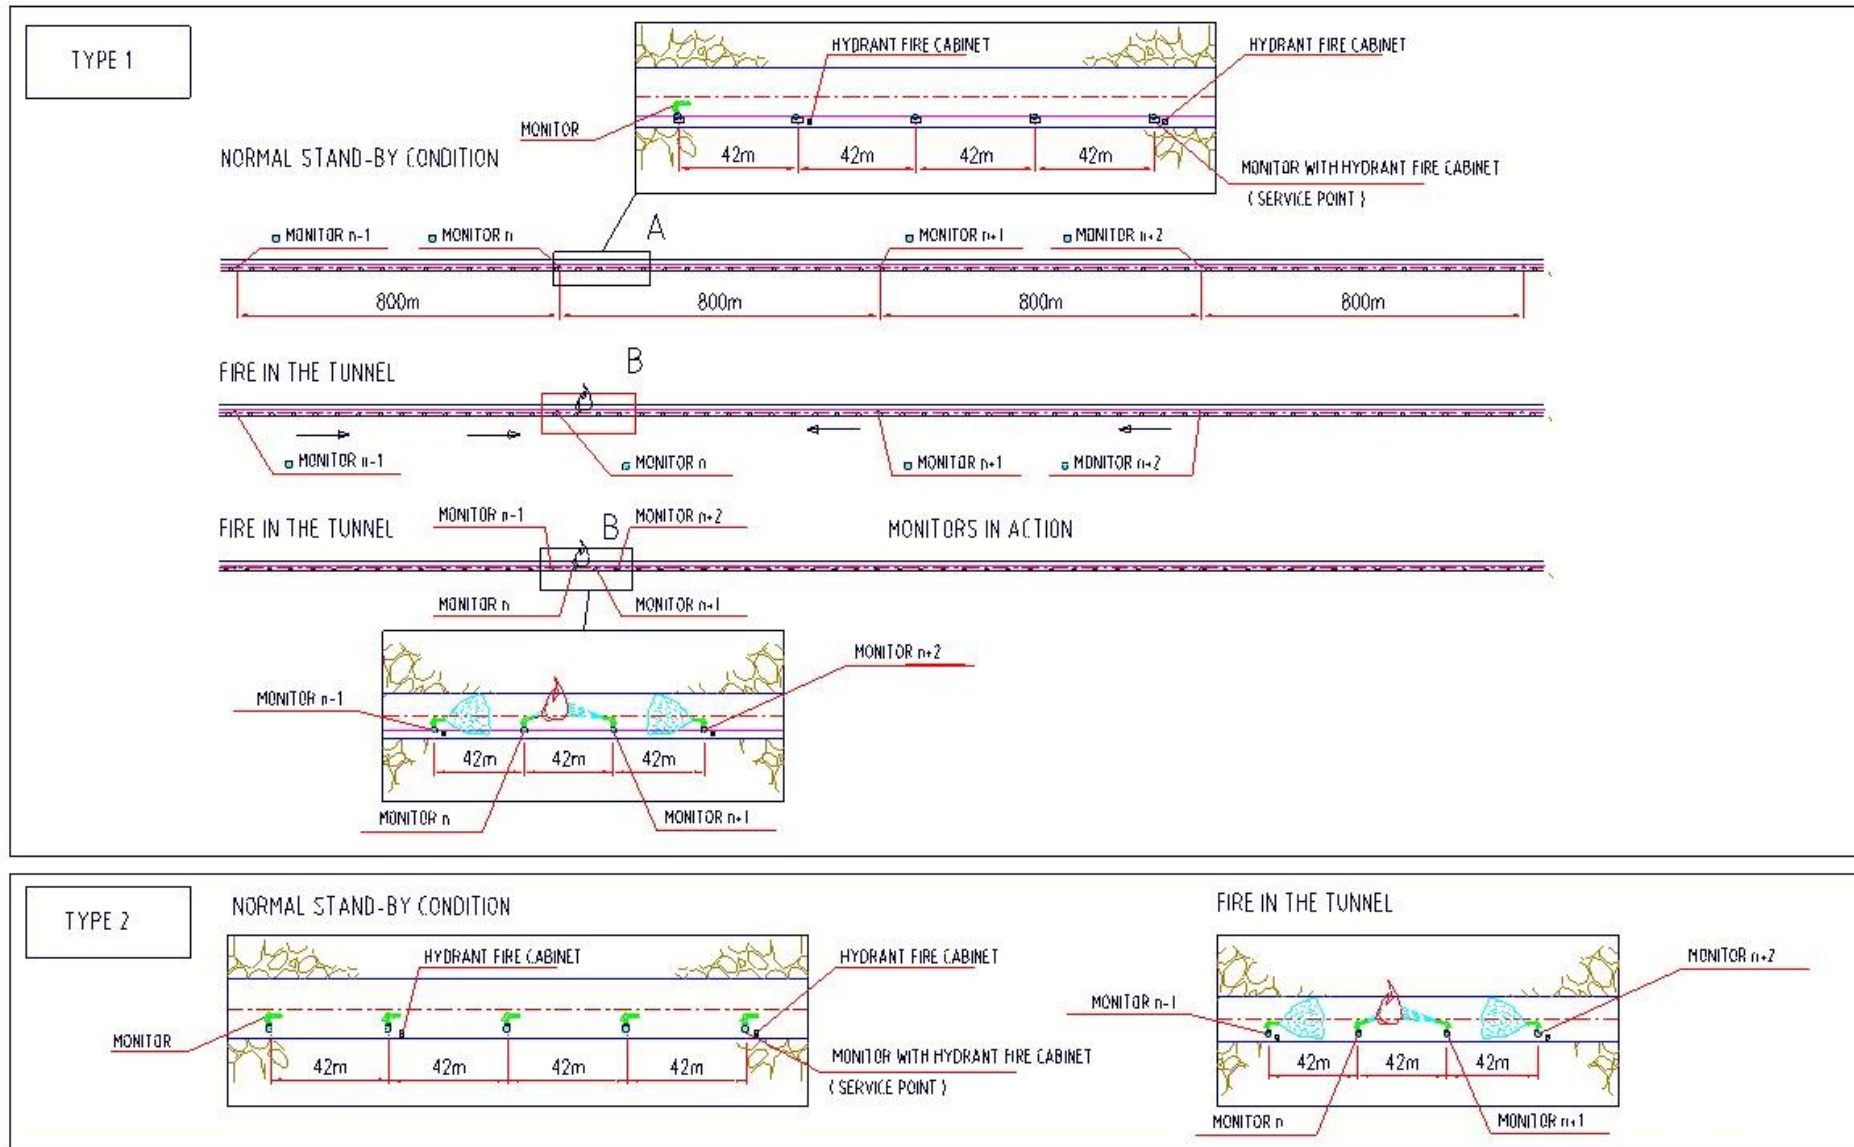 TYPE 1
HYDRANT FIRE CABINET
HYDRANT FIRE CABINET
MONITOR
NORMAL STAND-BY CONDITION
42m
42m
42m
42m
MONITOR WITH HYDRANT FIRE CABINET
( SERVICE POINT )
A
MONITOR n-1
MONITOR n
MONITOR n+1
MONITOR n+2
800m
800m
800m
800m
FIRE IN THE TUNNEL
B
MONITOR n-1
MONITOR n
MONITOR n+1
MONITOR n+2
FIRE IN THE TUNNEL
MONITOR n-1
B
MONITOR n+2
MONITORS IN ACTION
MONITOR n
MONITOR n+1
MONITOR n+2
MONITOR n-1
42m
42m
42m
MONITOR n
MONITOR n+1
TYPE 2
NORMAL STAND-BY CONDITION
HYDRANT FIRE CABINET
HYDRANT FIRE CABINET
MONITOR
42m
42m
42m
42m
MONITOR WITH HYDRANT FIRE CABINET
( SERVICE POINT )
FIRE IN THE TUNNEL
MONITOR n+2
MONITOR n-1
42m
42m
42m
MONITOR n
MONITOR n+1